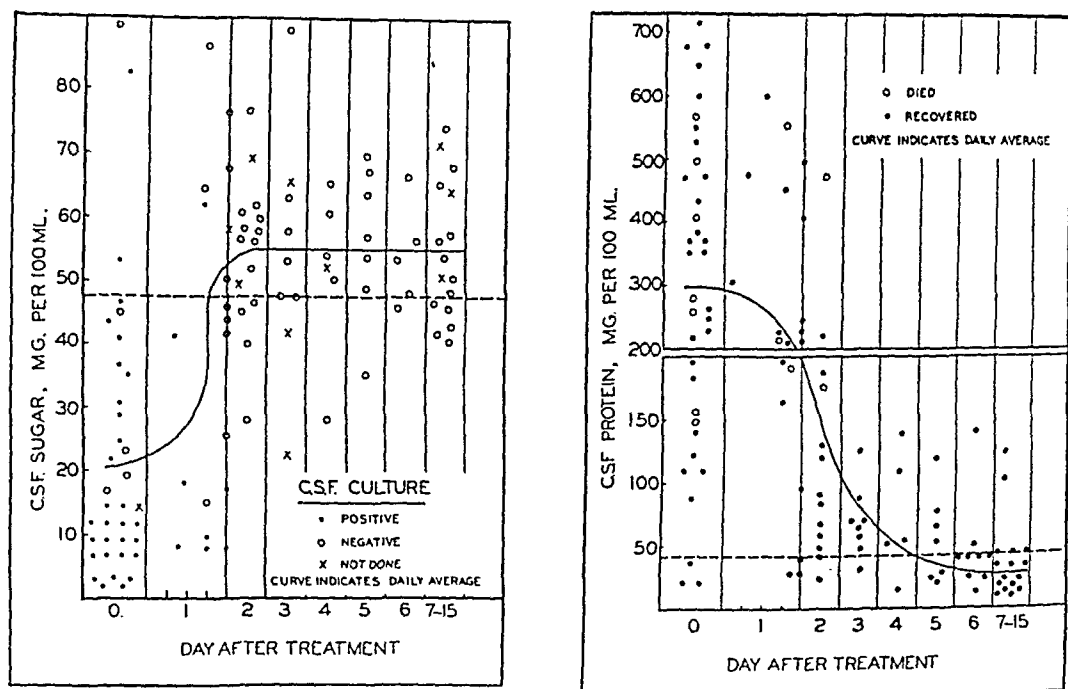 80
70
60
50
40
30
20
10
C.S.F. SUGAR, MG. PER 100 ML.
C.S.F. CULTURE
POSITIVE
NEGATIVE
X NOT DONE
CURVE INDICATES DAILY AVERAGE
0. 1 2 3 4 5 6 7-15
DAY AFTER TREATMENT
700
600
500
400
300
200
150
100
50
C.S.F. PROTEIN, MG. PER 100 ML.
DIED
RECOVERED
CURVE INDICATES DAILY AVERAGE
0 1 2 3 4 5 6 7-15
DAY AFTER TREATMENT